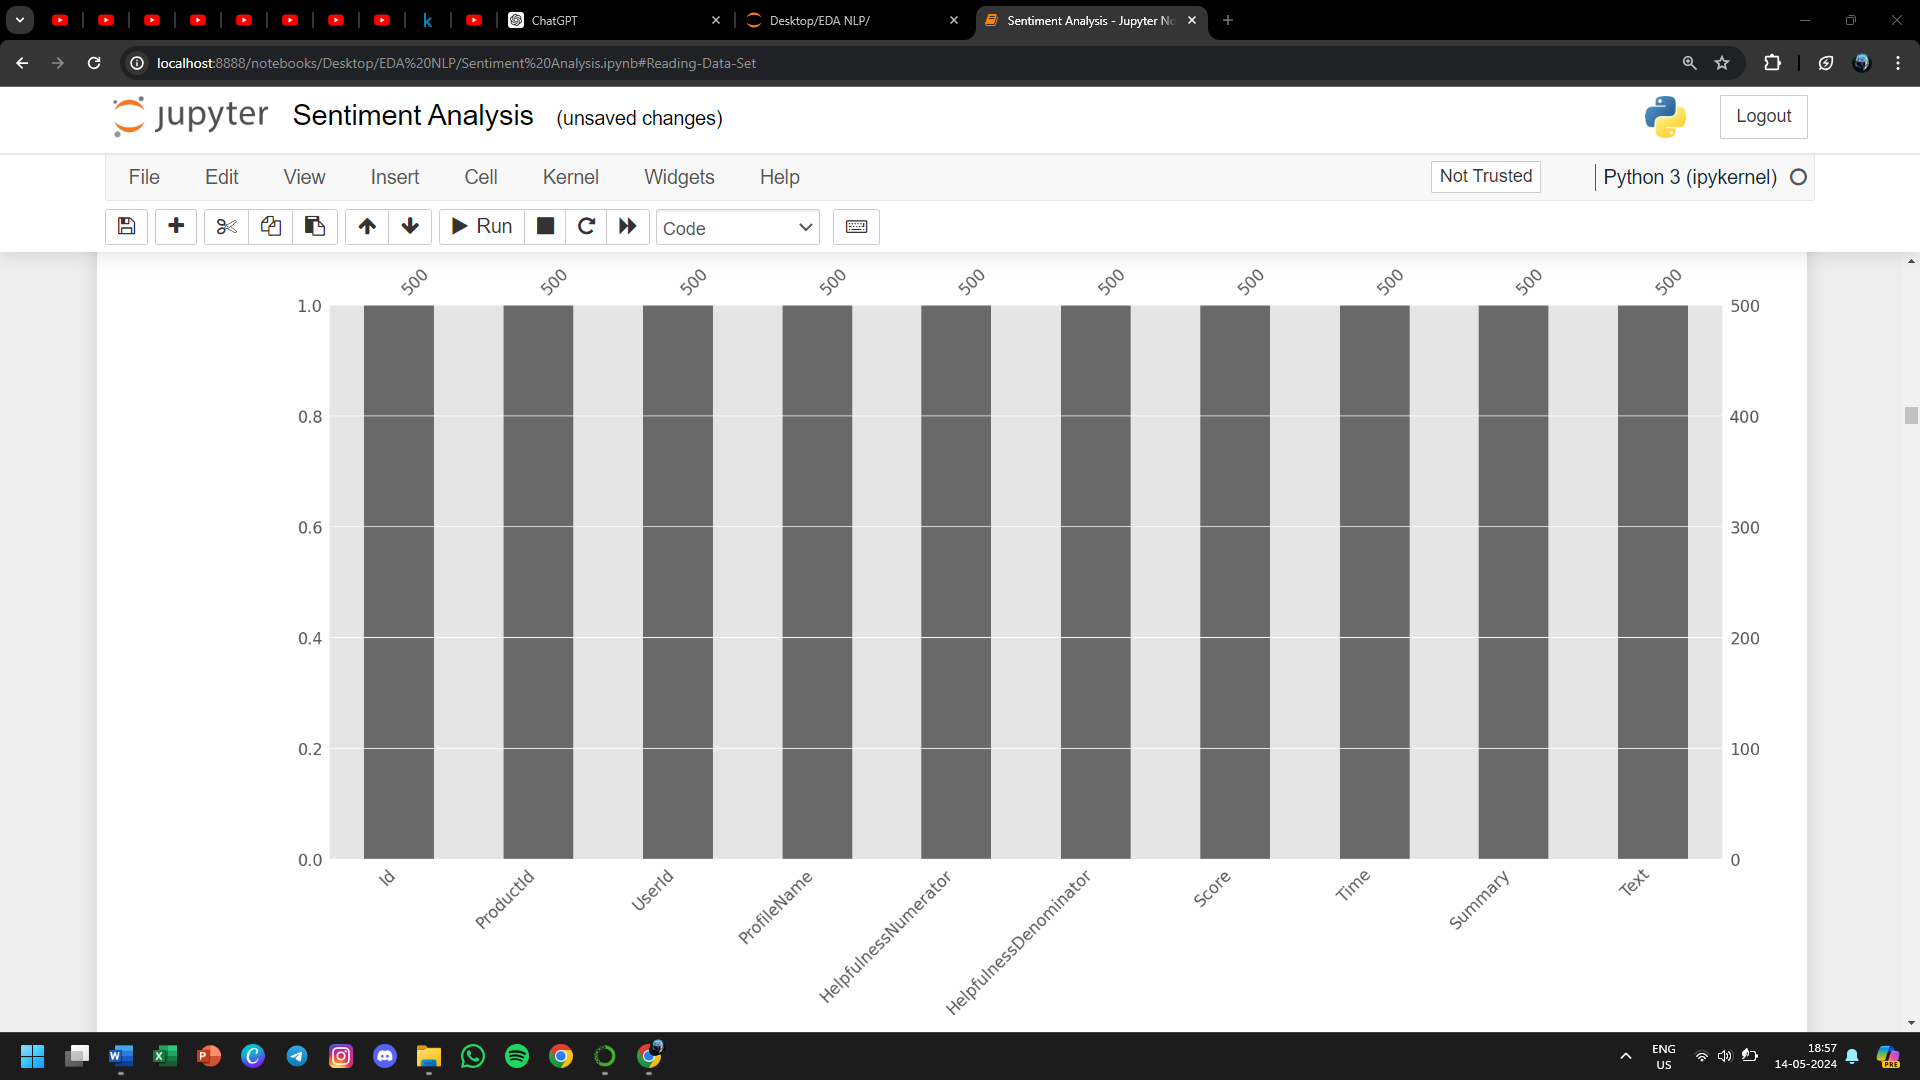 ChatGPT
Desktop/EDA NLP/
Sentiment Analysis - Jupyter No
localhost:8888/notebooks/Desktop/EDA%20NLP/Sentiment%20Analysis.ipynb#Reading-Data-Set
jupyter Sentiment Analysis (unsaved changes)
Logout
File Edit View Insert Cell Kernel Widgets Help
Not Trusted
Python 3 (ipykernel)
Run
Code
500 500 500 500 500 500 500 500 500 500
1.0 500
0.8 400
0.6 300
0.4 200
0.2 100
0.0 0
Id
ProductId
UserId
ProfileName
HelpfulnessNumerator
HelpfulnessDenominator
Score
Time
Summary
Text
ENG
US
18:57
14-05-2024
PRE